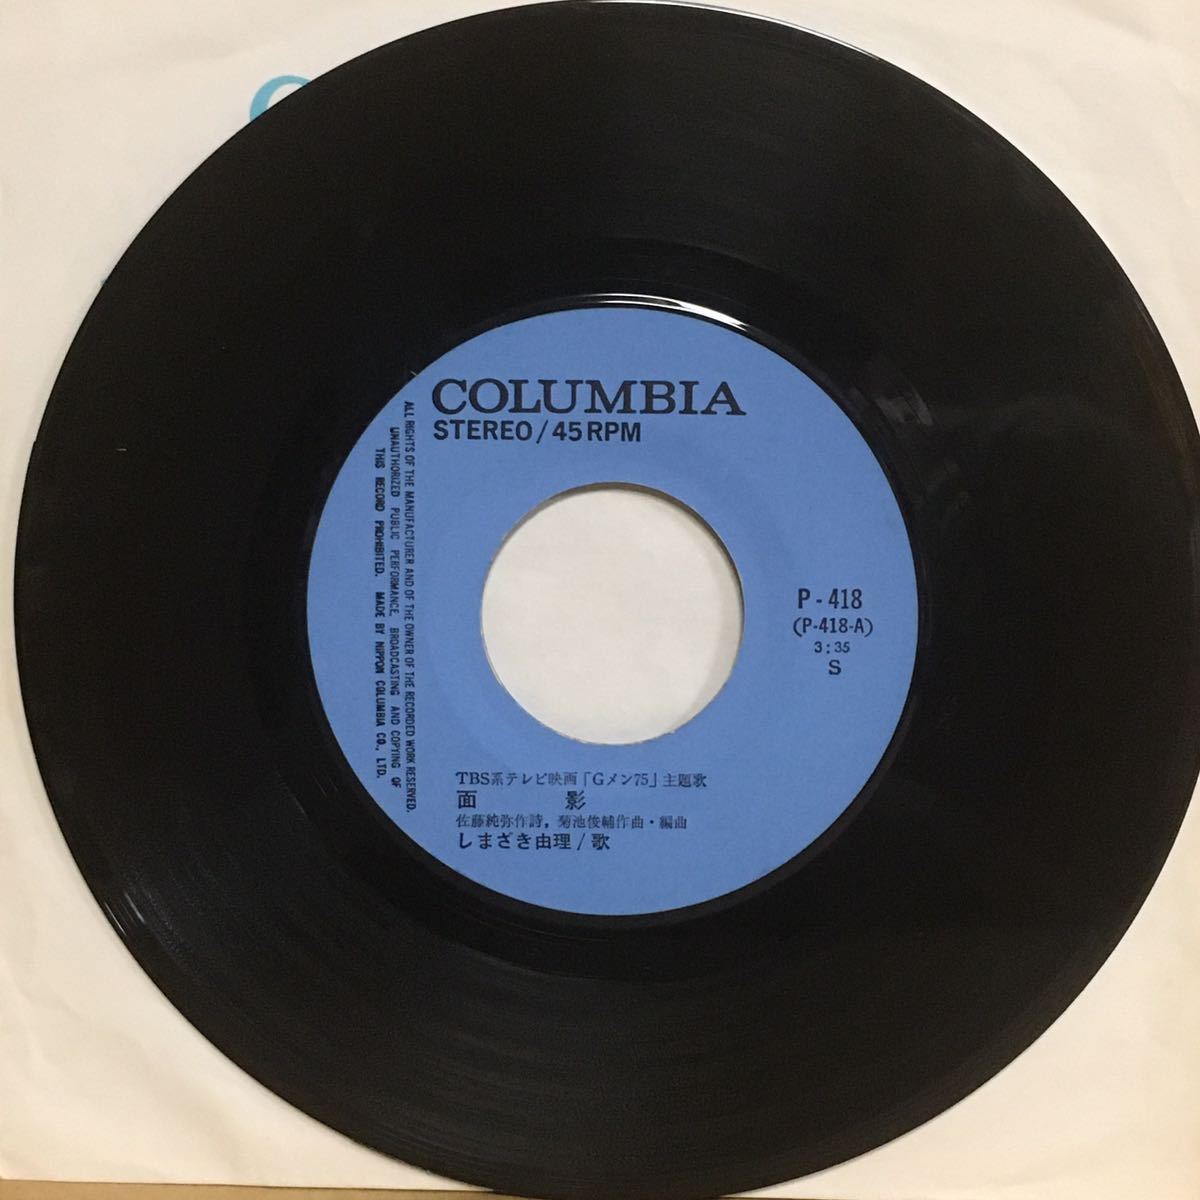 COLUMBIA
STEREO/45RPM
ALL RIGHTS OF THE MANUFACTURER AND OF THE OWNER OF THE RECORDED WORK RESERVED.
UNAUTHORIZED PUBLIC PERFORMANCE, BROADCASTING AND COPYING OF
THIS RECORD PROHIBITED. MADE BY NIPPON COLUMBIA CO., LTD.
P-418
(P-418-A)
3:35
S
TBS系テレビ映画「Gメン75」主題歌
面 影
佐藤純弥作詩, 菊池俊輔作曲・編曲
しまざき由理/歌